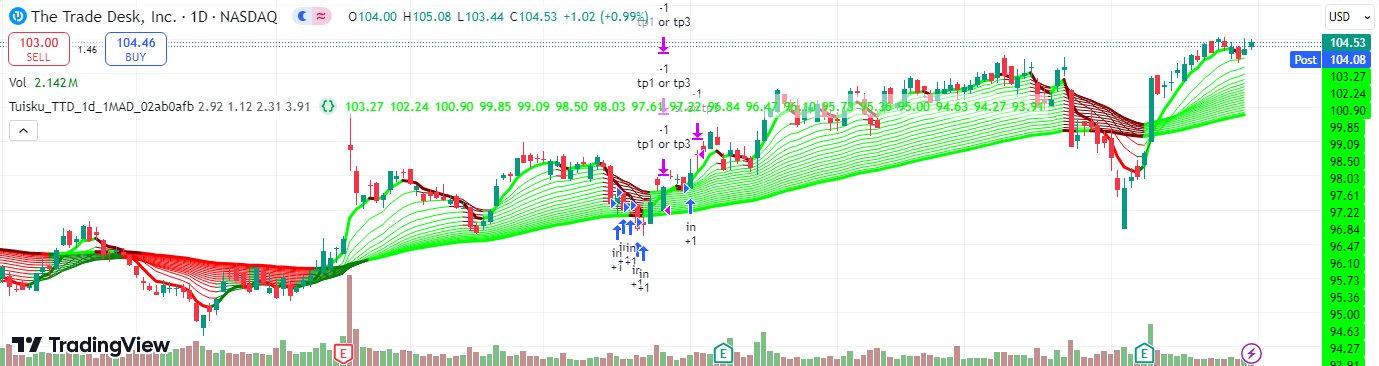 The Trade Desk, Inc. · 1D · NASDAQ O104.00 H105.08 L103.44 C104.53 +1.02 (+0.99%)
103.00 SELL 1.46 104.46 BUY
Vol 2.142 M
Tuisku_TTD_1d_1MAD_02ab0afb 2.92 1.12 2.31 3.91 103.27 102.24 100.90 99.85 99.09 98.50 98.03 97.61 97.22 96.84 96.47 96.10 95.73 95.36 95.00 94.63 94.27 93.91
-1
tp1 or tp3
-1
tp1 or tp3
-1
tp1 or tp3
in
+1
in
+1
in
+1
in
+1
in
+1
E
E
E
TradingView
USD
104.53
Post 104.08
103.27
102.24
100.90
99.85
99.09
98.50
98.03
97.61
97.22
96.84
96.47
96.10
95.73
95.36
95.00
94.63
94.27
93.91